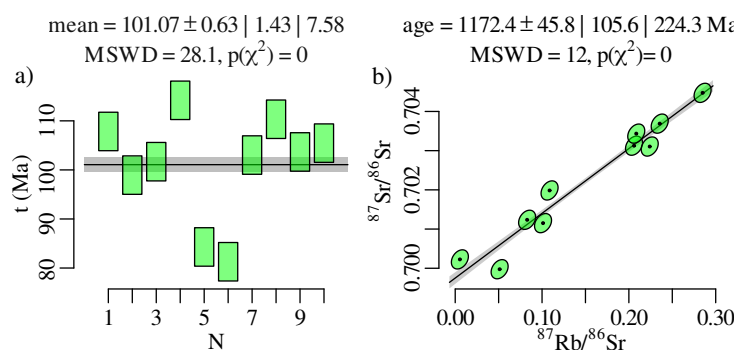 mean = 101.07 ± 0.63 | 1.43 | 7.58
MSWD = 28.1, p(χ²) = 0
a)
t (Ma)
110
100
90
80
1 3 5 7 9
N
age = 1172.4 ± 45.8 | 105.6 | 224.3 Ma
MSWD = 12, p(χ²) = 0
b)
⁸⁷Sr/⁸⁶Sr
0.704
0.702
0.700
0.00 0.10 0.20 0.30
⁸⁷Rb/⁸⁶Sr